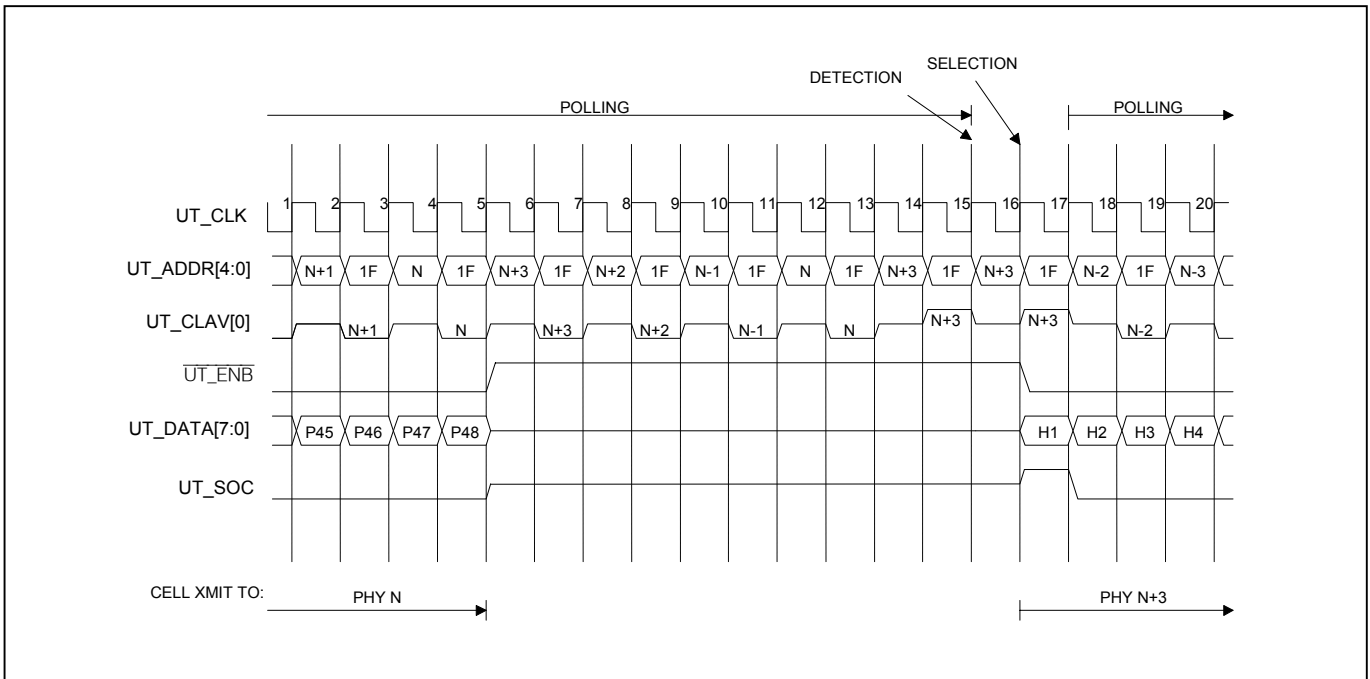 SELECTION
DETECTION
POLLING POLLING
UT_CLK 1 2 3 4 5 6 7 8 9 10 11 12 13 14 15 16 17 18 19 20
UT_ADDR[4:0] N+1 1F N 1F N+3 1F N+2 1F N-1 1F N 1F N+3 1F N+3 1F N-2 1F N-3
UT_CLAV[0] N+1 N N+3 N+2 N-1 N N+3 N+3 N-2
UT_ENB
UT_DATA[7:0] P45 P46 P47 P48 H1 H2 H3 H4
UT_SOC
CELL XMIT TO: PHY N PHY N+3